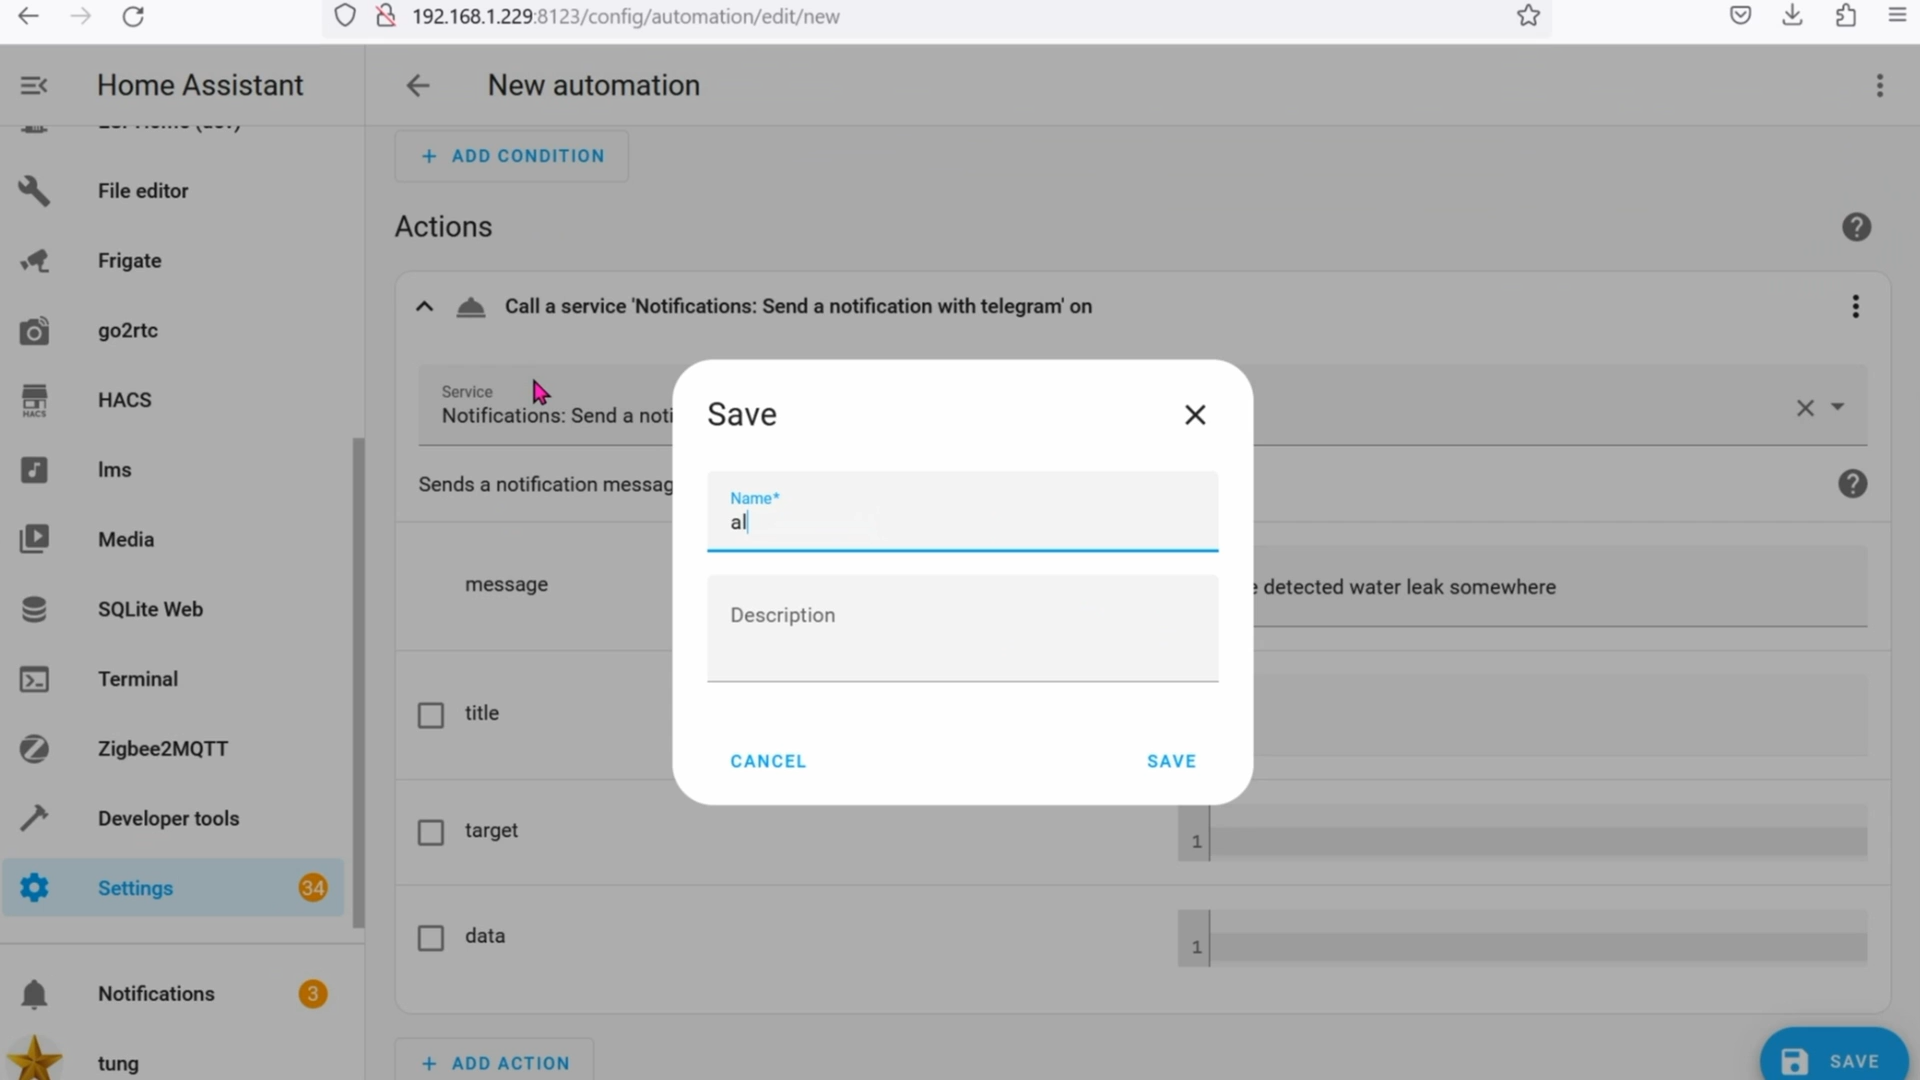 192.168.1.229:8123/config/automation/edit/new
Home Assistant
New automation
ADD CONDITION
File editor
Actions
Frigate
Call a service 'Notifications: Send a notification with telegram' on
go2rtc
Service
Notifications: Send a noti
HACS
HACS
Save
lms
Sends a notification messag
Name*
al
Media
message
e detected water leak somewhere
SQLite Web
Description
Terminal
title
Zigbee2MQTT
CANCEL
SAVE
Developer tools
target
1
Settings
34
data
1
Notifications
3
tung
ADD ACTION
SAVE